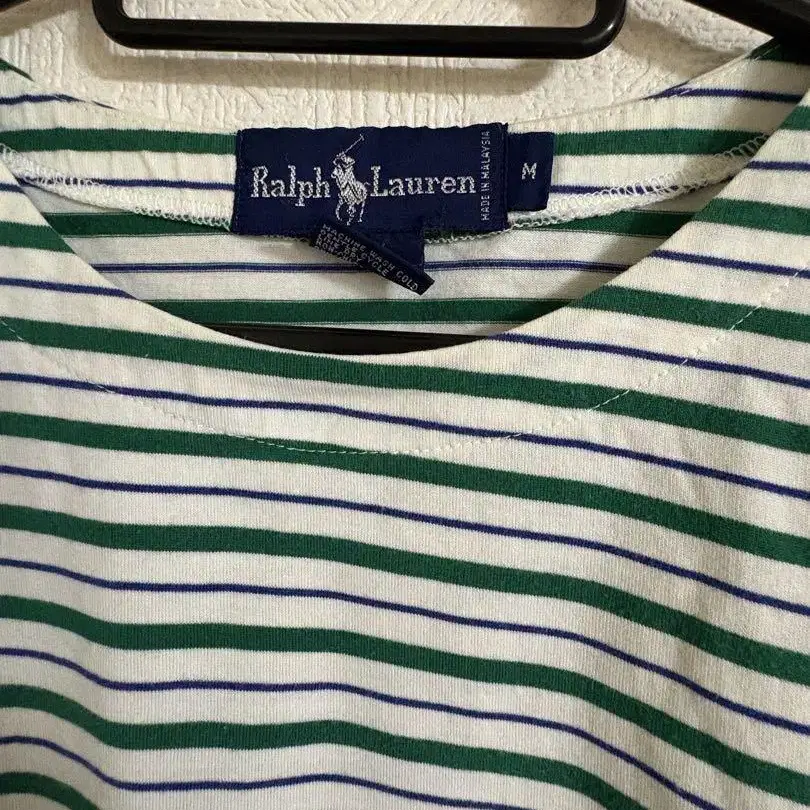 Ralph Lauren
MADE IN MALAYSIA
M
MACHINE WASH COLD